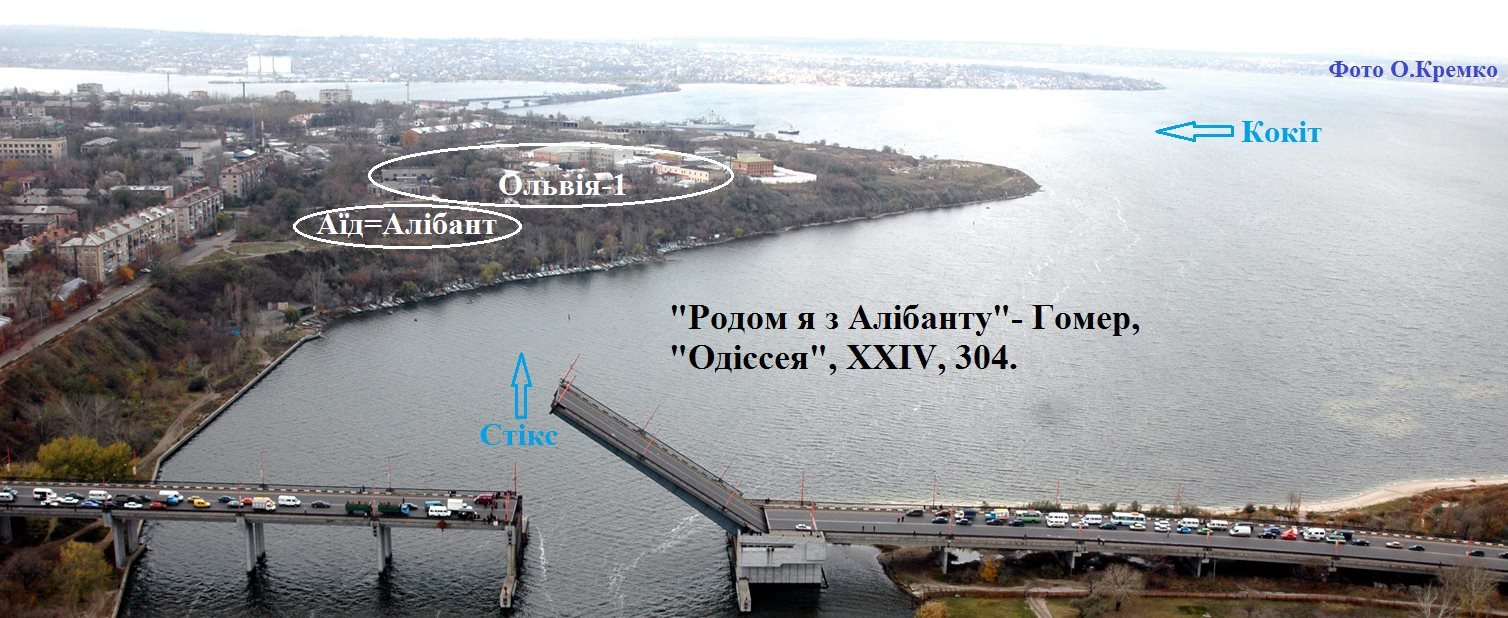 Фото О.Кремко
Кокіт
Ольвія-1
Аїд=Алібант
"Родом я з Алібанту"- Гомер,
"Одіссея", XXIV, 304.
Стікс